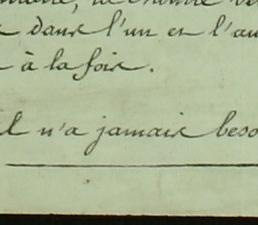 dans l'un et l'au
à la fois.
il n'a jamais beso